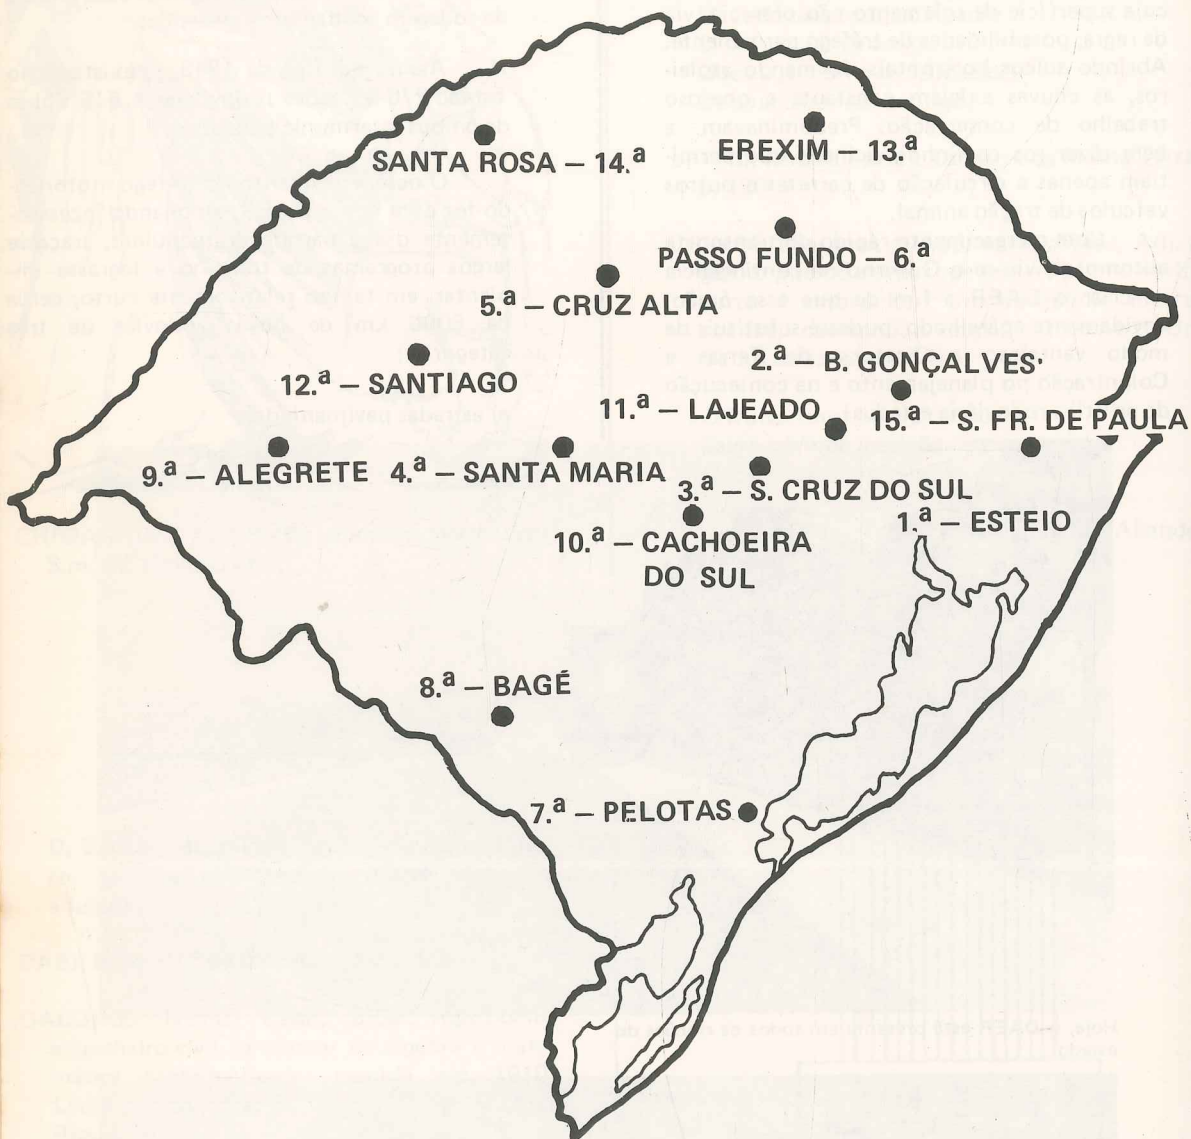 SANTA ROSA – 14.ª
EREXIM – 13.ª
PASSO FUNDO – 6.ª
5.ª – CRUZ ALTA
2.ª – B. GONÇALVES
12.ª – SANTIAGO
11.ª – LAJEADO
15.ª – S. FR. DE PAULA
9.ª – ALEGRETE
4.ª – SANTA MARIA
3.ª – S. CRUZ DO SUL
1.ª – ESTEIO
10.ª – CACHOEIRA
DO SUL
8.ª – BAGÉ
7.ª – PELOTAS